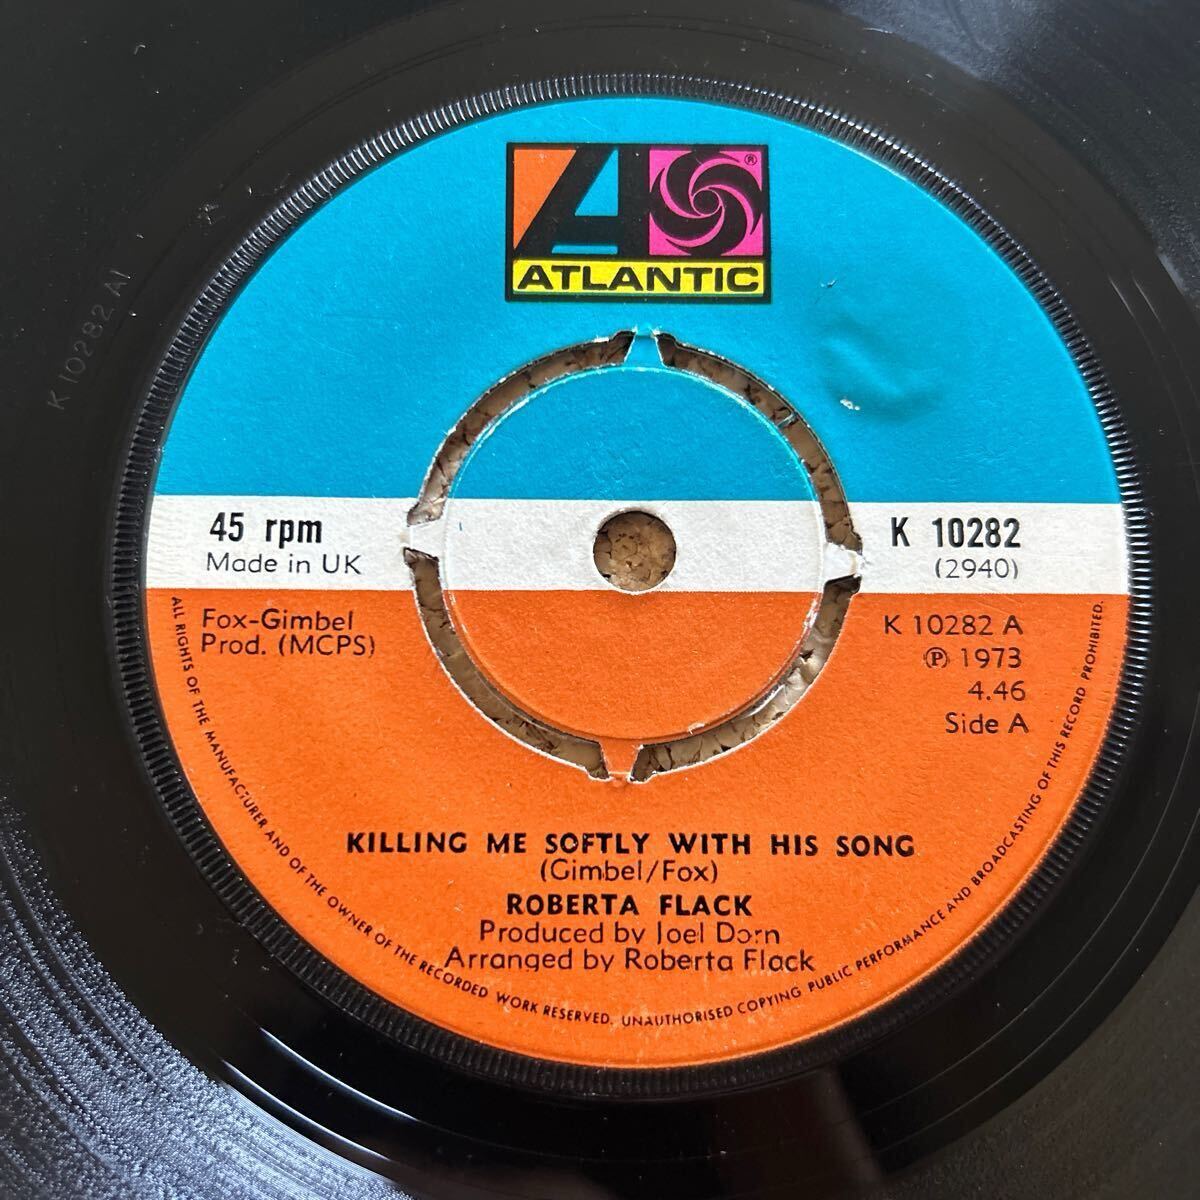 ATLANTIC
®
K 10282 A1
45 rpm
Made in UK
K 10282
(2940)
Fox-Gimbel
Prod. (MCPS)
K 10282 A
℗ 1973
4.46
Side A
KILLING ME SOFTLY WITH HIS SONG
(Gimbel/Fox)
ROBERTA FLACK
Produced by Joel Dorn
Arranged by Roberta Flack
ALL RIGHTS OF THE MANUFACTURER AND OF THE OWNER OF THE RECORDED WORK RESERVED. UNAUTHORISED COPYING PUBLIC PERFORMANCE AND BROADCASTING OF THIS RECORD PROHIBITED.